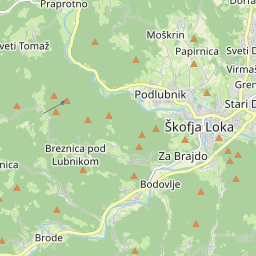 Praprotno
Dorfa
Moškrin
Sveti Tomaž
Papirnica
Sveti D
Virmaš
Gren
Podlubnik
Stari D
Škofja Loka
Breznica pod
Lubnikom
Za Brajdo
nica
Bodovlje
Brode